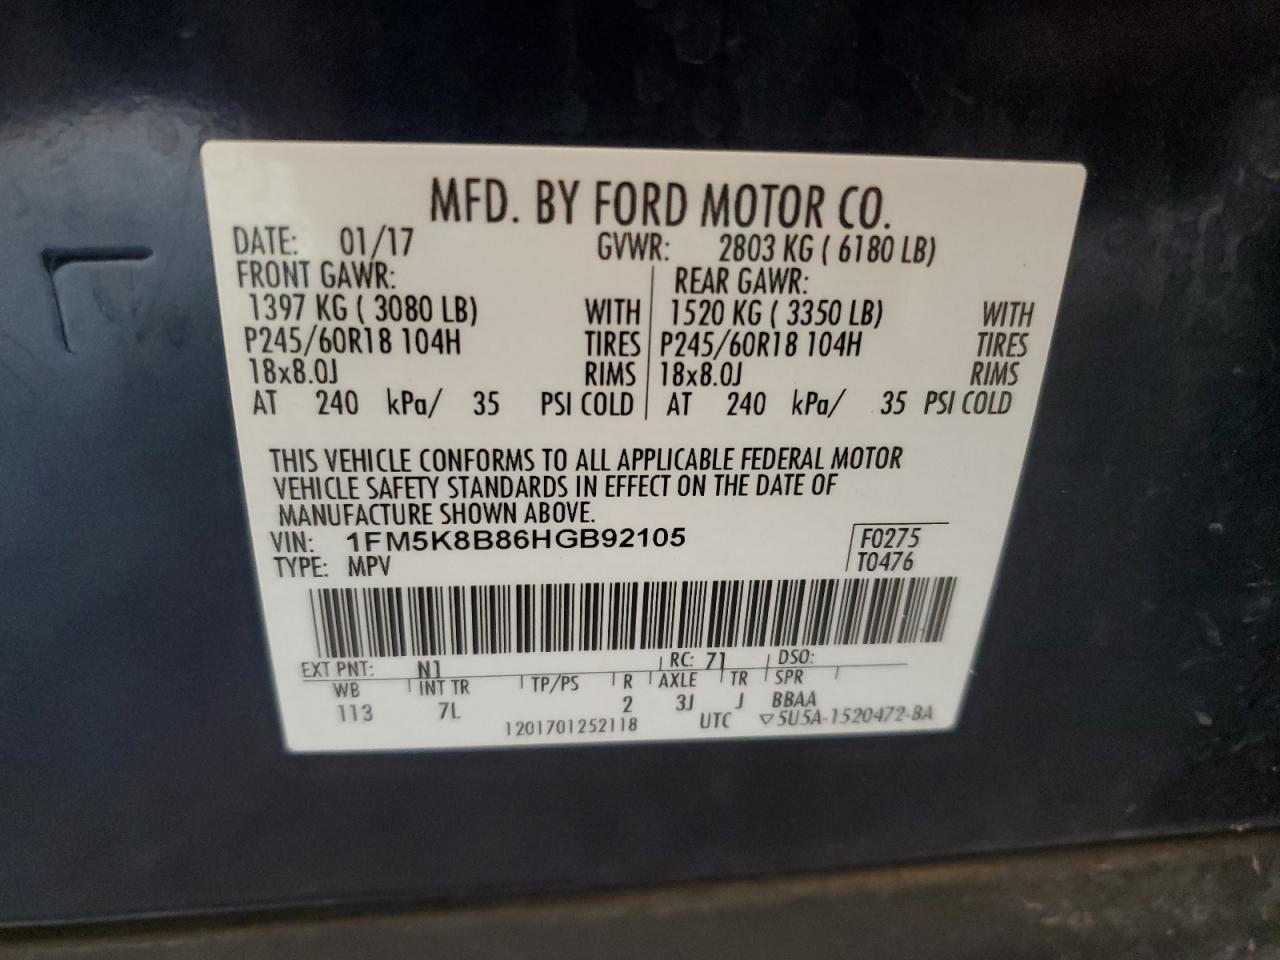 MFD. BY FORD MOTOR CO.
DATE: 01/17 GVWR: 2803 KG ( 6180 LB)
FRONT GAWR: REAR GAWR:
1397 KG ( 3080 LB) WITH 1520 KG ( 3350 LB) WITH
P245/60R18 104H TIRES P245/60R18 104H TIRES
18x8.0J RIMS 18x8.0J RIMS
AT 240 kPa/ 35 PSI COLD AT 240 kPa/ 35 PSI COLD
THIS VEHICLE CONFORMS TO ALL APPLICABLE FEDERAL MOTOR
VEHICLE SAFETY STANDARDS IN EFFECT ON THE DATE OF
MANUFACTURE SHOWN ABOVE.
VIN: 1FM5K8B86HGB92105 F0275
TYPE: MPV T0476
EXT PNT: N1 RC: 71 DSO:
WB INT TR TP/PS R AXLE TR SPR
113 7L 2 3J J BBAA
1201701252118 UTC ▽5U5A-1520472-BA